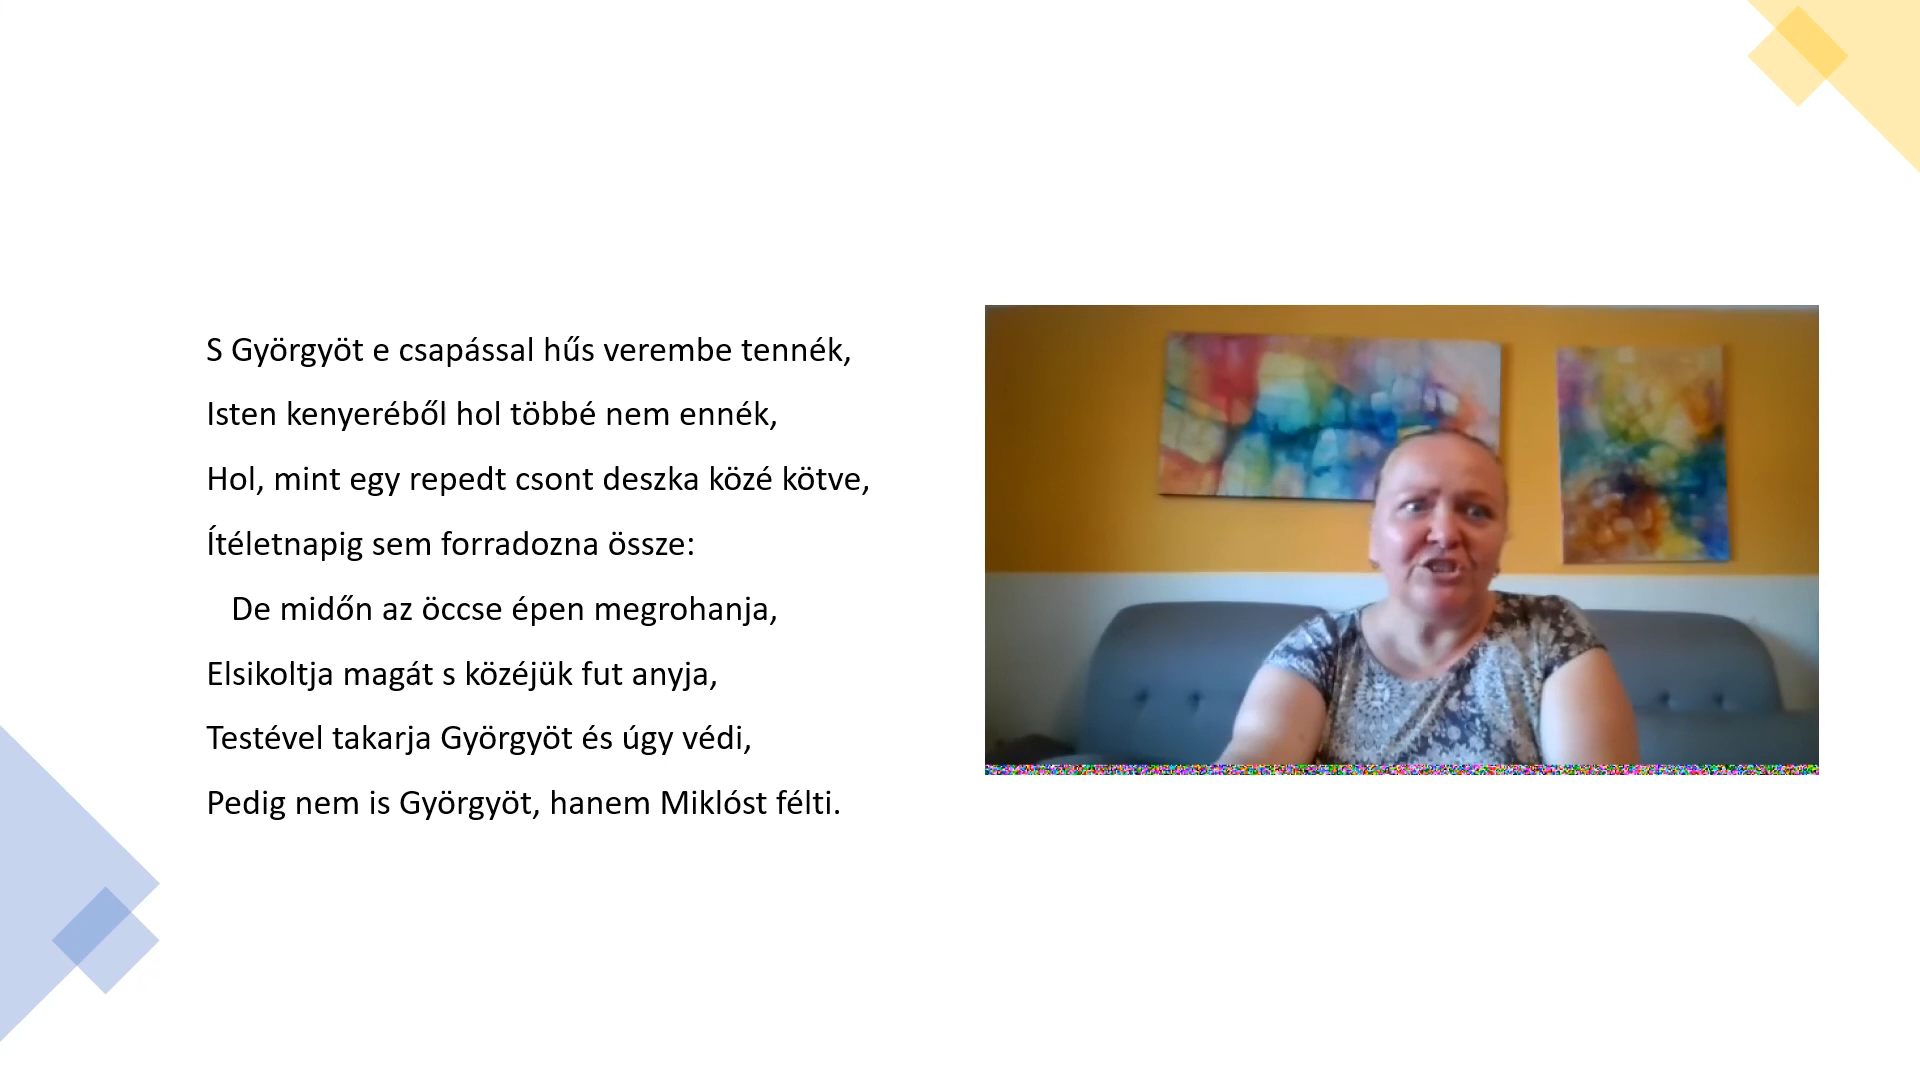 S Györgyöt e csapással hűs verembe tennék,
Isten kenyeréből hol többé nem ennék,
Hol, mint egy repedt csont deszka közé kötve,
Ítéletnapig sem forradozna össze:
De midőn az öccse épen megrohanja,
Elsikoltja magát s közéjük fut anyja,
Testével takarja Györgyöt és úgy védi,
Pedig nem is Györgyöt, hanem Miklóst félti.